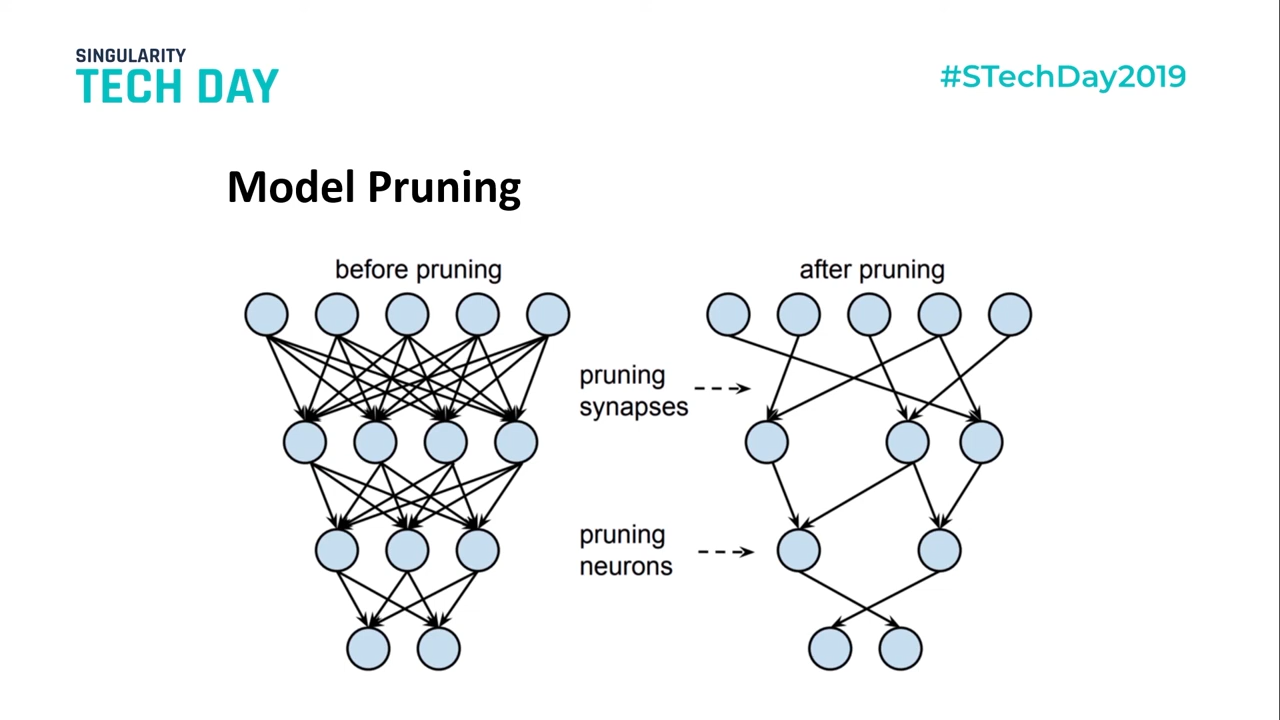 SINGULARITY
TECH DAY
#STechDay2019
Model Pruning
before pruning
after pruning
pruning
synapses
pruning
neurons